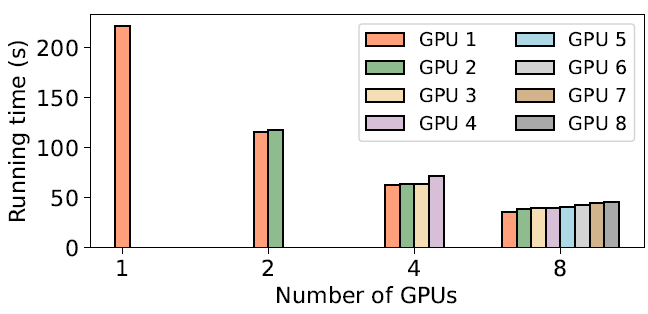 Running time (s)
200
150
100
50
0
GPU 1
GPU 2
GPU 3
GPU 4
GPU 5
GPU 6
GPU 7
GPU 8
1 2 4 8
Number of GPUs